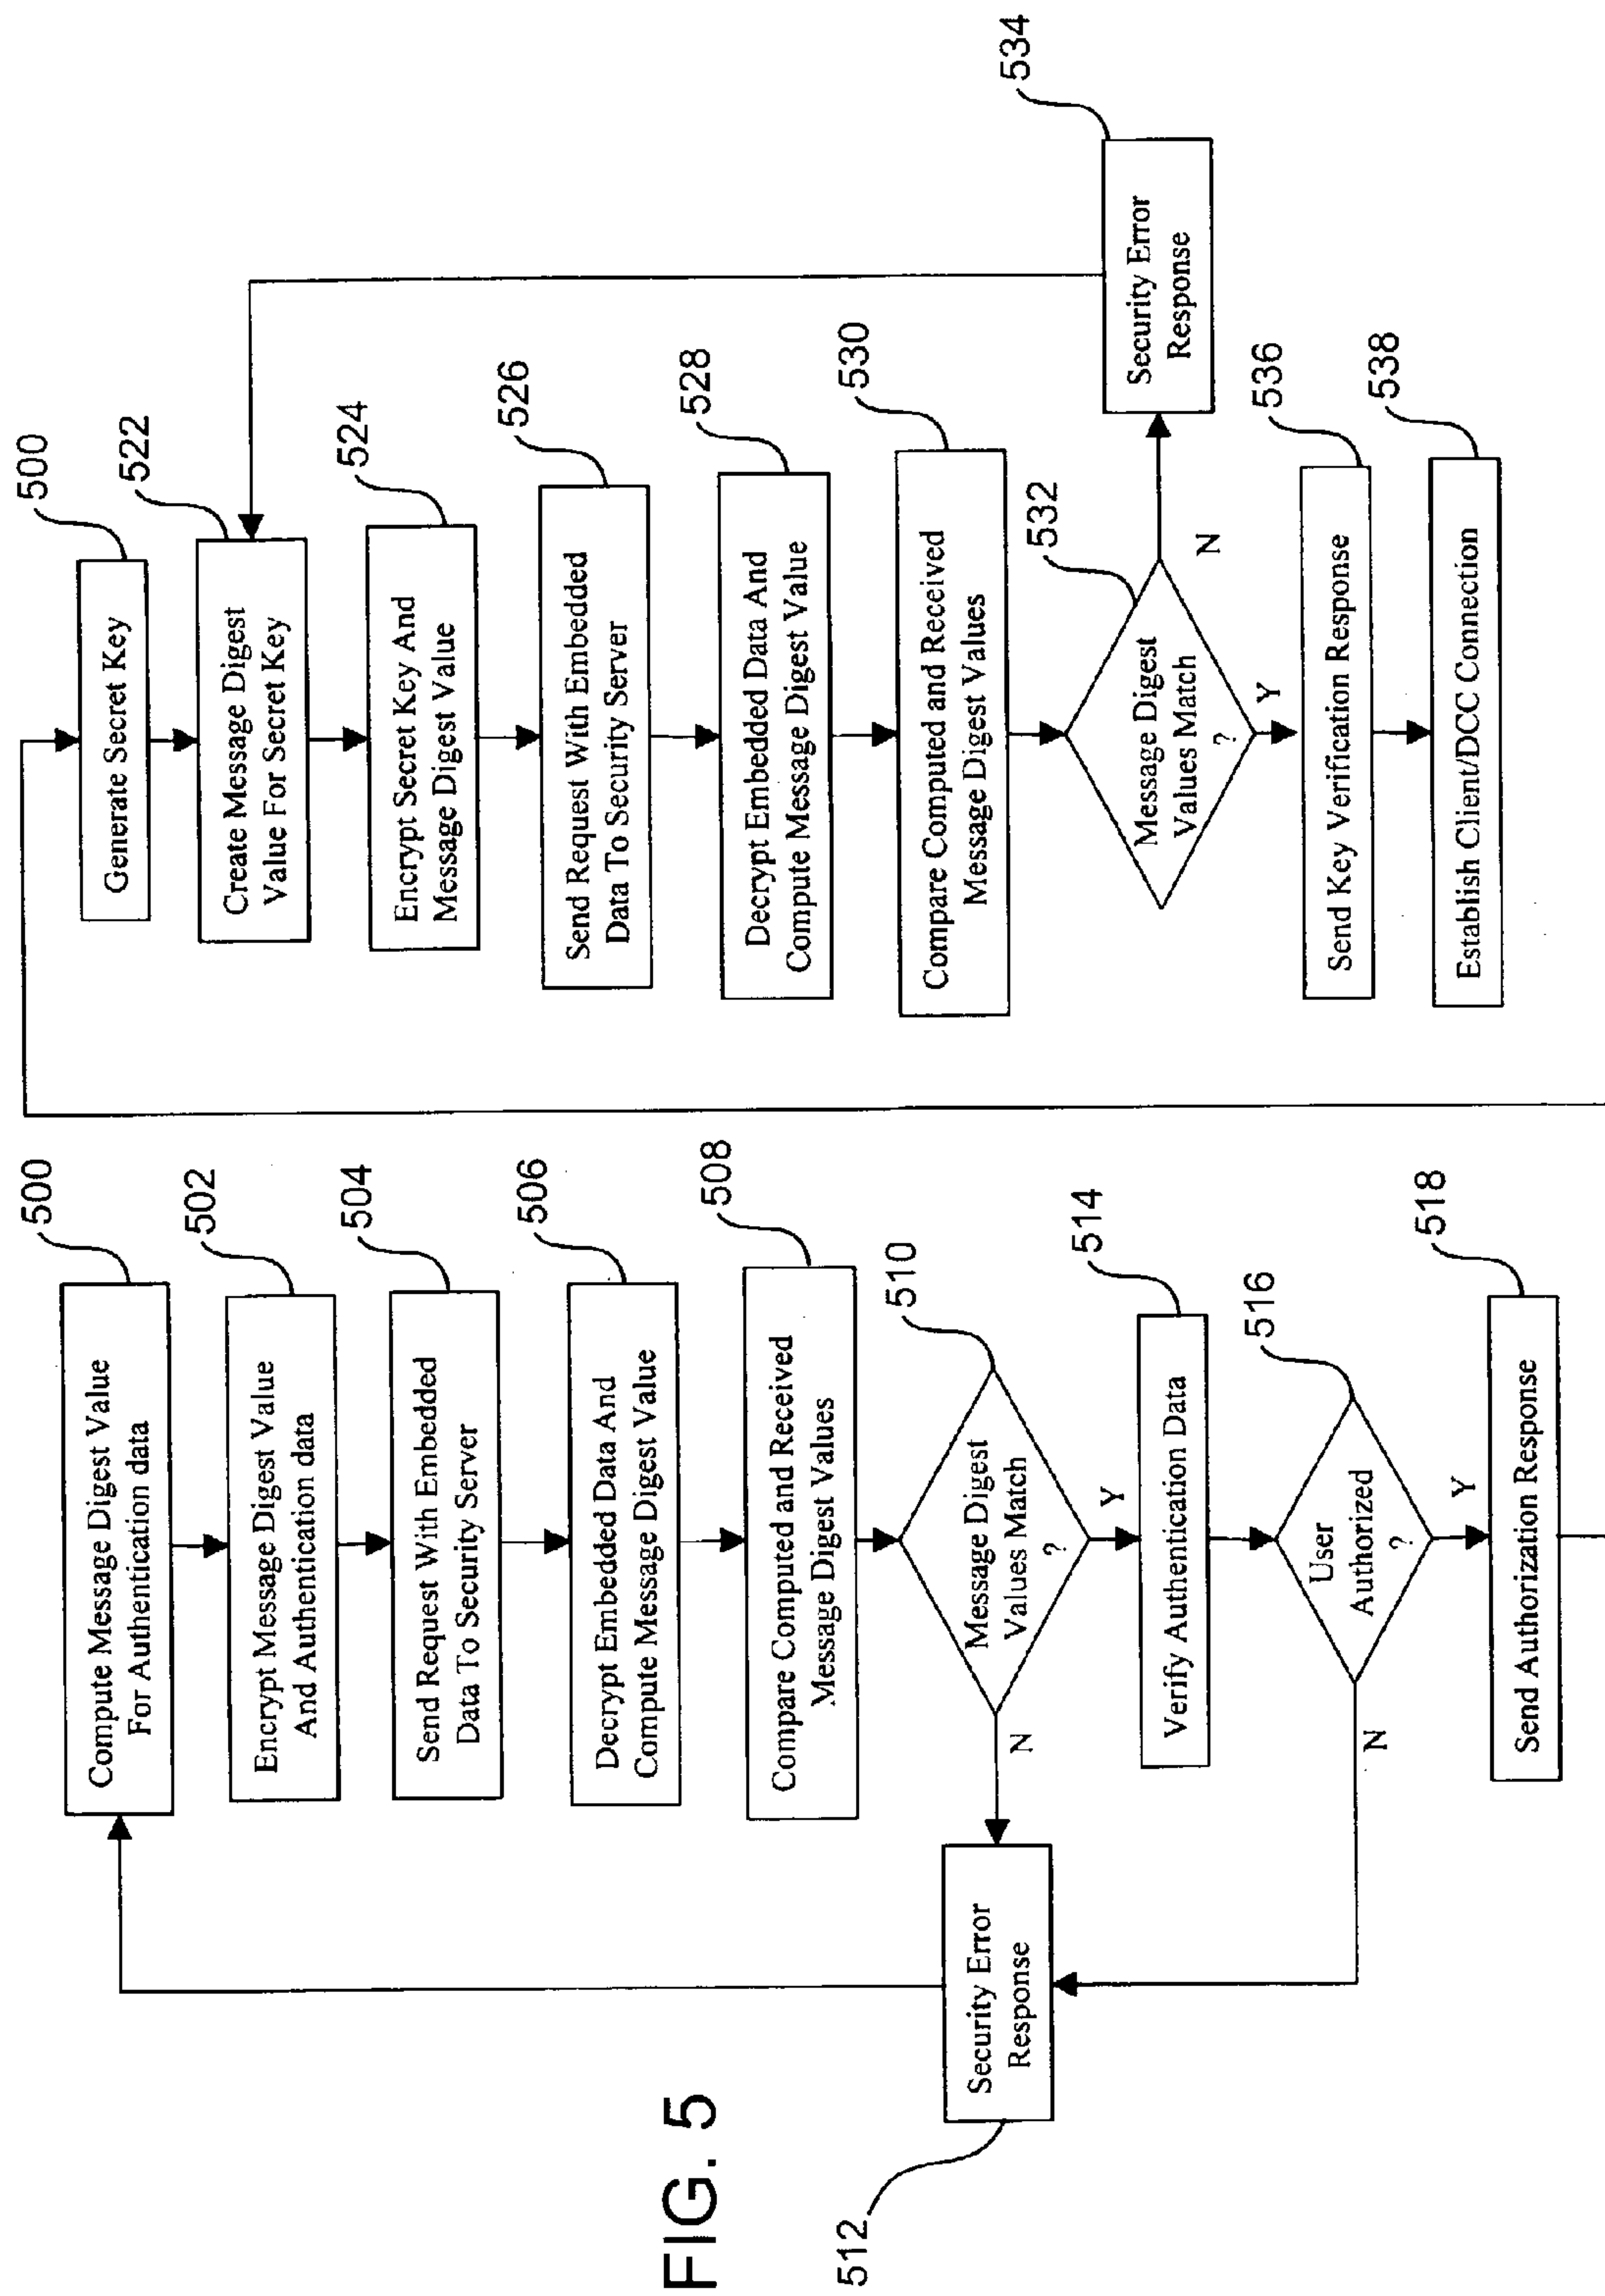 FIG. 5
500
Compute Message Digest Value
For Authentication data
502
Encrypt Message Digest Value
And Authentication data
504
Send Request With Embedded
Data To Security Server
506
Decrypt Embedded Data And
Compute Message Digest Value
508
Compare Computed and Received
Message Digest Values
510
Message Digest
Values Match
?
N
Y
512
Security Error
Response
514
Verify Authentication Data
516
User
Authorized
?
N
Y
518
Send Authorization Response
500
Generate Secret Key
522
Create Message Digest
Value For Secret Key
524
Encrypt Secret Key And
Message Digest Value
526
Send Request With Embedded
Data To Security Server
528
Decrypt Embedded Data And
Compute Message Digest Value
530
Compare Computed and Received
Message Digest Values
532
Message Digest
Values Match
?
N
Y
534
Security Error
Response
536
Send Key Verification Response
538
Establish Client/DCC Connection